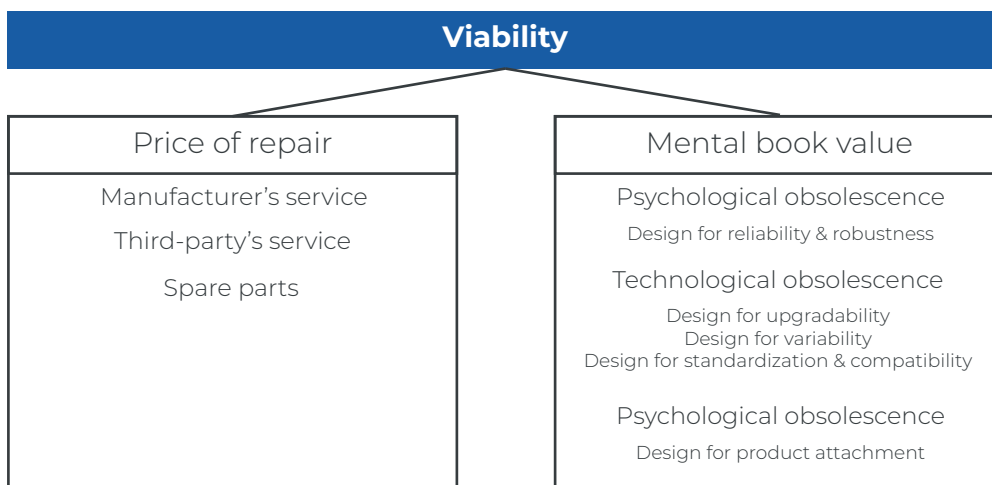 Viability
Price of repair
Manufacturer's service
Third-party's service
Spare parts
Mental book value
Psychological obsolescence
Design for reliability & robustness
Technological obsolescence
Design for upgradability
Design for variability
Design for standardization & compatibility
Psychological obsolescence
Design for product attachment